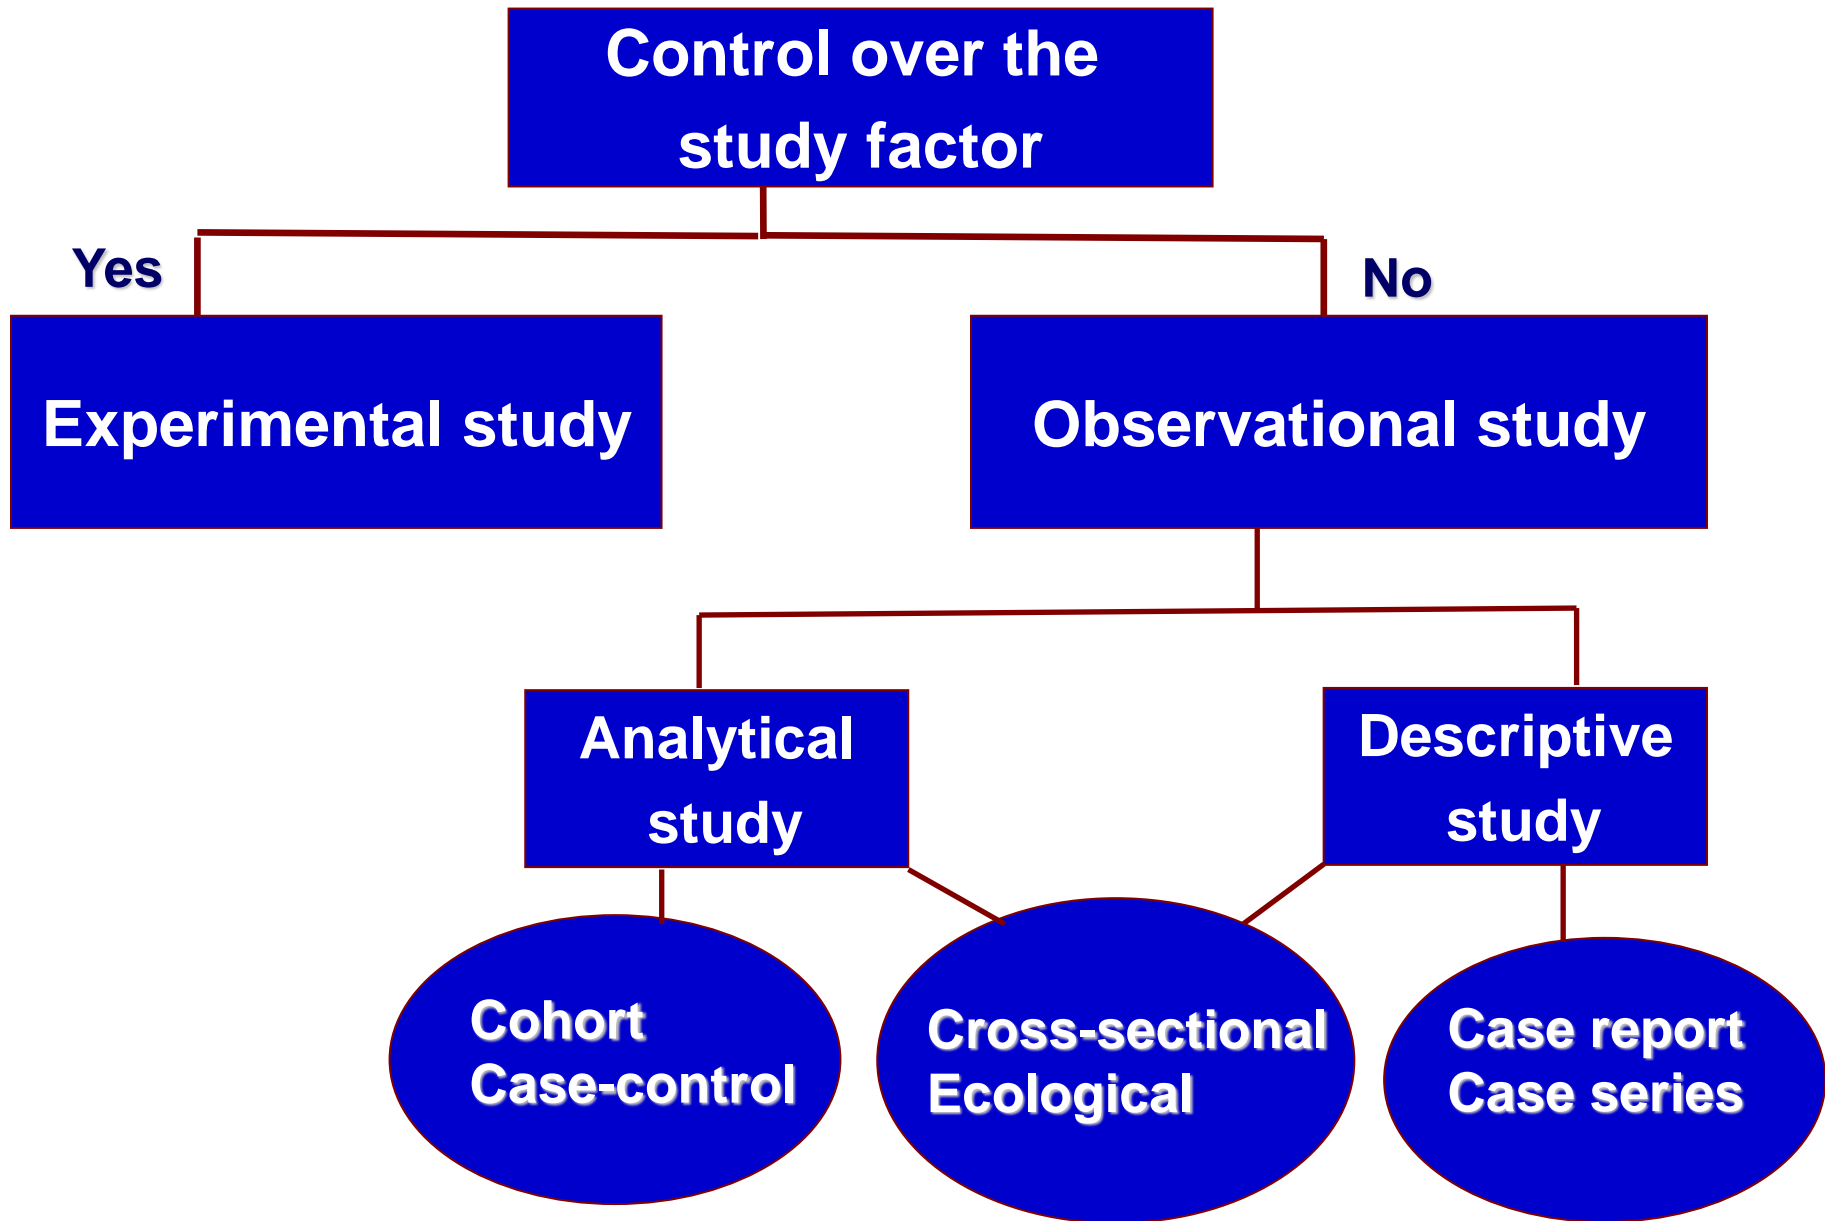 Control over the
study factor
Yes
No
Experimental study
Observational study
Analytical
study
Descriptive
study
Cohort
Case-control
Cross-sectional
Ecological
Case report
Case series